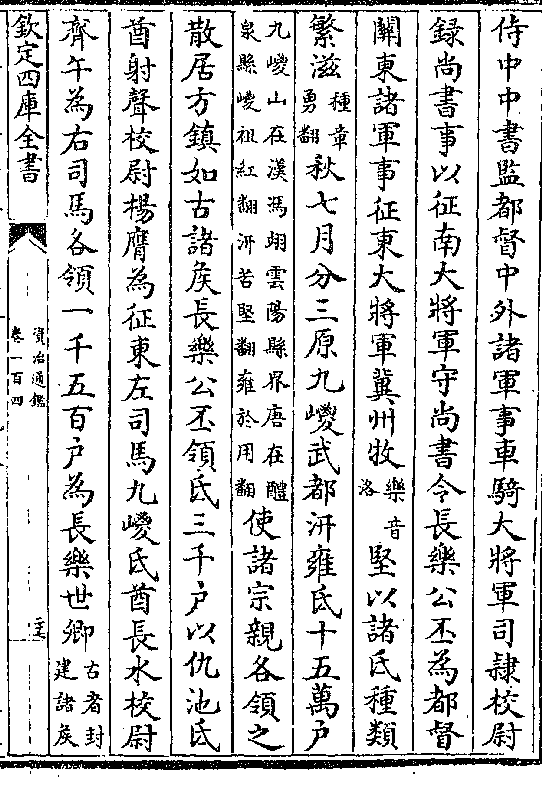 侍中中書監都督中外諸軍事車騎大將軍司隷校尉
録尚書事以征南大將軍守尚書令長樂公丕為都督
關東諸軍事征東大將軍冀州牧樂音洛堅以諸氐種類
繁滋種章勇翻秋七月分三原九嵕武都汧雍氐十五萬户
九嵕山在漢馮翊雲陽縣界唐在醴泉縣嵕祖紅翻汧苦堅翻雍於用翻使諸宗親各領之
散居方鎮如古諸侯長樂公丕領氐三千户以仇池氐
酋射聲校尉楊膺為征東左司馬九嵕氐酋長水校尉
齊午為右司馬各領一千五百户為長樂世卿古者封建諸侯
欽定四庫全書
資治通鑑
卷一百四